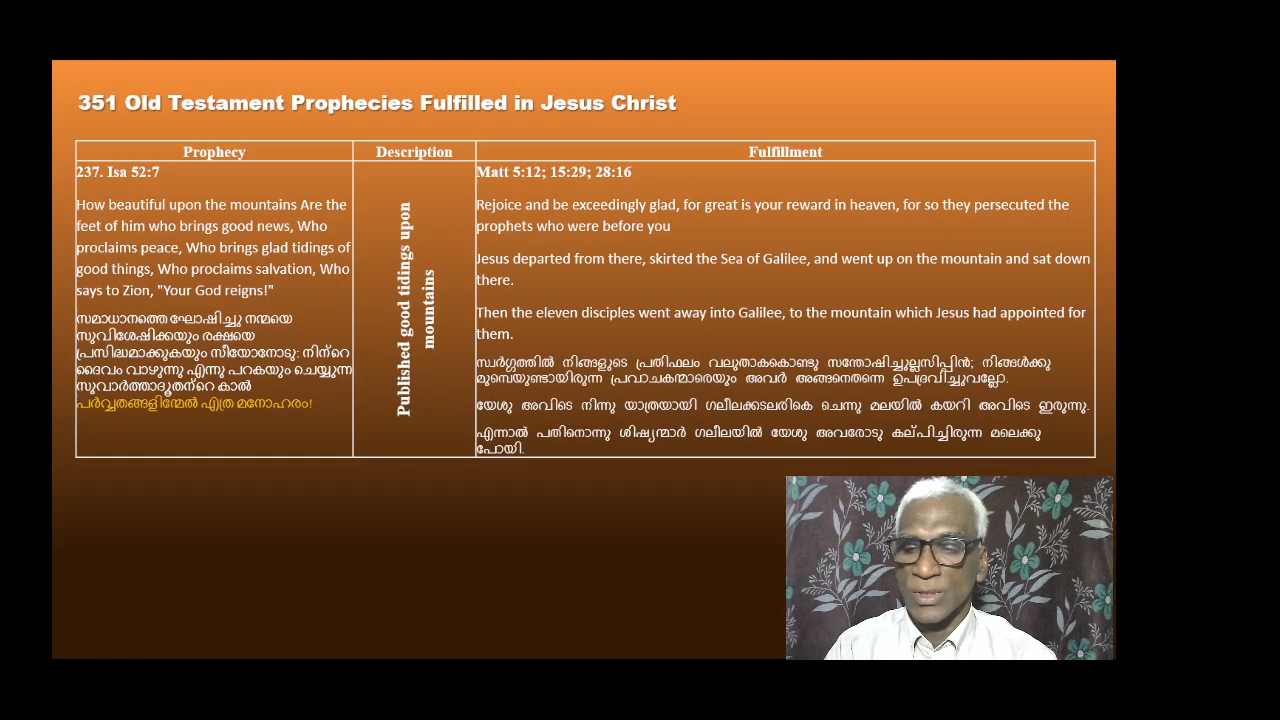 351 Old Testament Prophecies Fulfilled in Jesus Christ
Prophecy
Description
Fulfillment
237. Isa 52:7
How beautiful upon the mountains Are the
feet of him who brings good news, Who
proclaims peace, Who brings glad tidings of
good things, Who proclaims salvation, Who
says to Zion, "Your God reigns!"
സമാധാനത്തെ ഘോഷിച്ചു നന്മയെ
സുവിശേഷിക്കയും രക്ഷയെ
പ്രസിദ്ധമാക്കുകയും സീയോനോടു: നിന്റെ
ദൈവം വാഴുന്നു എന്നു പറകയും ചെയ്യുന്ന
സുവാർത്താദൂതന്റെ കാൽ
പർവ്വതങ്ങളിന്മേൽ എത്ര മനോഹരം!
Published good tidings upon
mountains
Matt 5:12; 15:29; 28:16
Rejoice and be exceedingly glad, for great is your reward in heaven, for so they persecuted the
prophets who were before you
Jesus departed from there, skirted the Sea of Galilee, and went up on the mountain and sat down
there.
Then the eleven disciples went away into Galilee, to the mountain which Jesus had appointed for
them.
സ്വർഗ്ഗത്തിൽ നിങ്ങളുടെ പ്രതിഫലം വലുതാകകൊണ്ടു സന്തോഷിച്ചുല്ലസിപ്പിൻ; നിങ്ങൾക്കു
മുമ്പെയുണ്ടായിരുന്ന പ്രവാചകന്മാരെയും അവർ അങ്ങനെതന്നെ ഉപദ്രവിച്ചുവല്ലോ.
യേശു അവിടെ നിന്നു യാത്രയായി ഗലീലക്കടലരികെ ചെന്നു മലയിൽ കയറി അവിടെ ഇരുന്നു.
എന്നാൽ പതിനൊന്നു ശിഷ്യന്മാർ ഗലീലയിൽ യേശു അവരോടു കല്പിച്ചിരുന്ന മലെക്കു
പോയി.